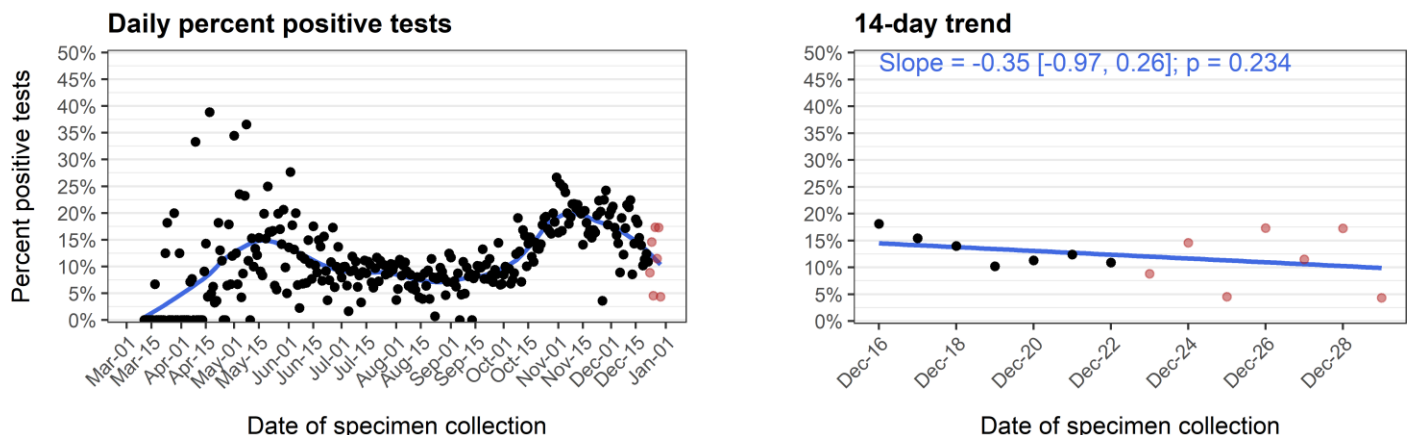 Daily percent positive tests
Percent positive tests
50%
45%
40%
35%
30%
25%
20%
15%
10%
5%
0%
Mar-01
Mar-15
Apr-01
Apr-15
May-01
May-15
Jun-01
Jun-15
Jul-01
Jul-15
Aug-01
Aug-15
Sep-01
Sep-15
Oct-01
Oct-15
Nov-01
Nov-15
Dec-01
Dec-15
Jan-01
Date of specimen collection
14-day trend
Slope = -0.35 [-0.97, 0.26]; p = 0.234
50%
45%
40%
35%
30%
25%
20%
15%
10%
5%
0%
Dec-16
Dec-18
Dec-20
Dec-22
Dec-24
Dec-26
Dec-28
Date of specimen collection